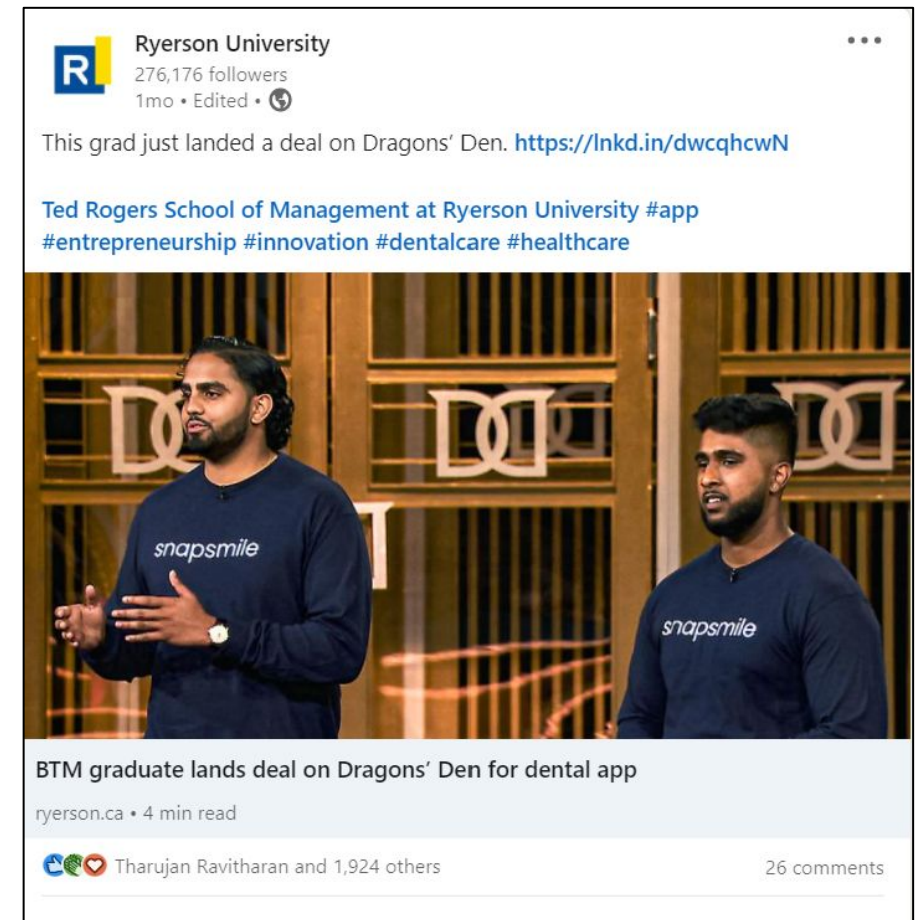 R
Ryerson University
276,176 followers
1mo • Edited •
This grad just landed a deal on Dragons' Den. https://lnkd.in/dwcqhcwN
Ted Rogers School of Management at Ryerson University #app
#entrepreneurship #innovation #dentalcare #healthcare
snapsmile
snapsmile
BTM graduate lands deal on Dragons' Den for dental app
ryerson.ca • 4 min read
Tharujan Ravitharan and 1,924 others
26 comments